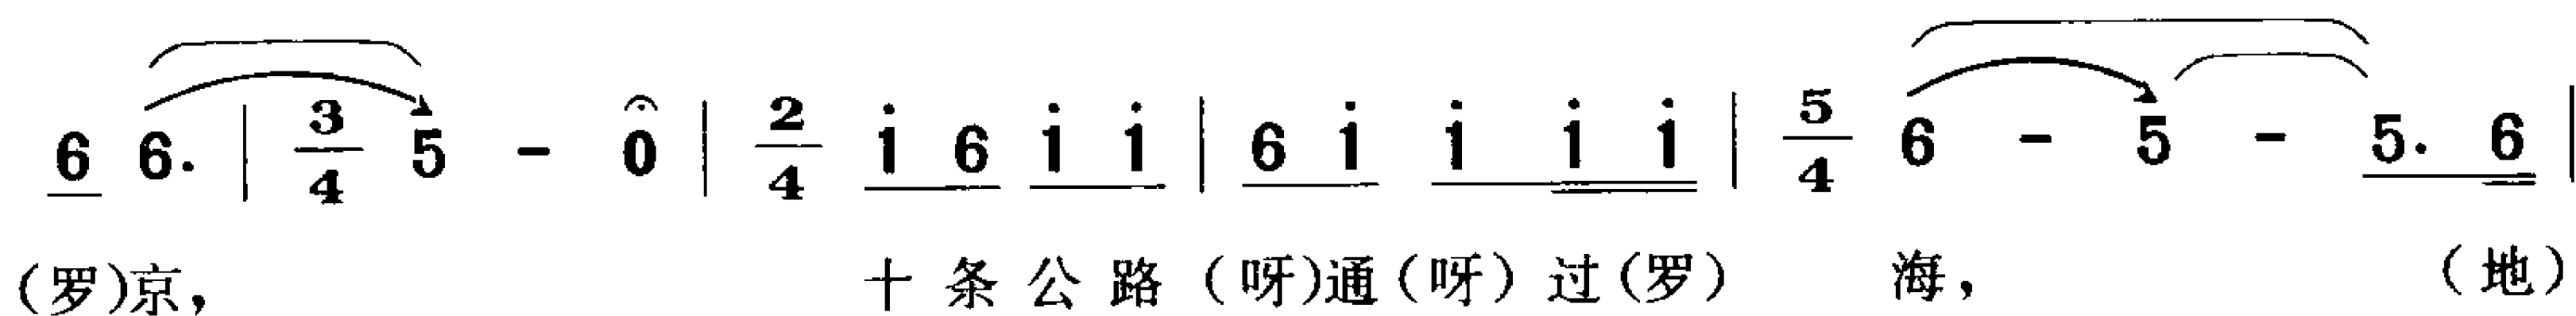 6 6. | 3/4 5 - 0 | 2/4 i 6 i i | 6 i i i i | 5/4 6 - 5 - 5. 6 |
(罗)京， 十条公路(呀)通(呀)过(罗) 海， (地)